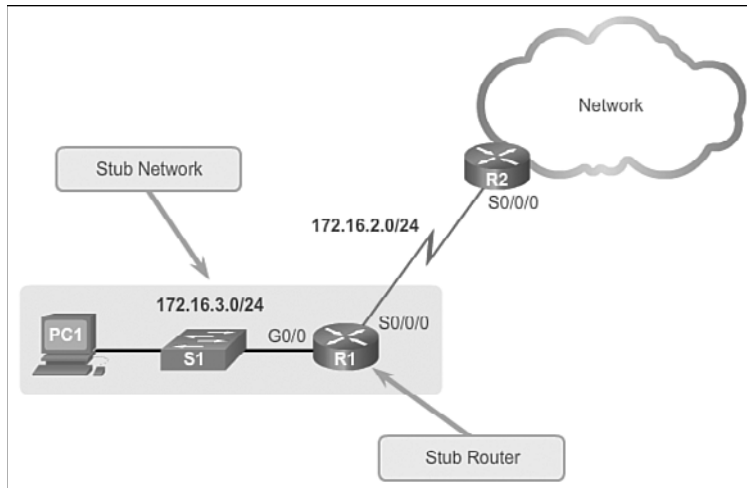 Network
Stub Network
R2
S0/0/0
172.16.2.0/24
172.16.3.0/24
PC1
S1
G0/0
R1
S0/0/0
Stub Router